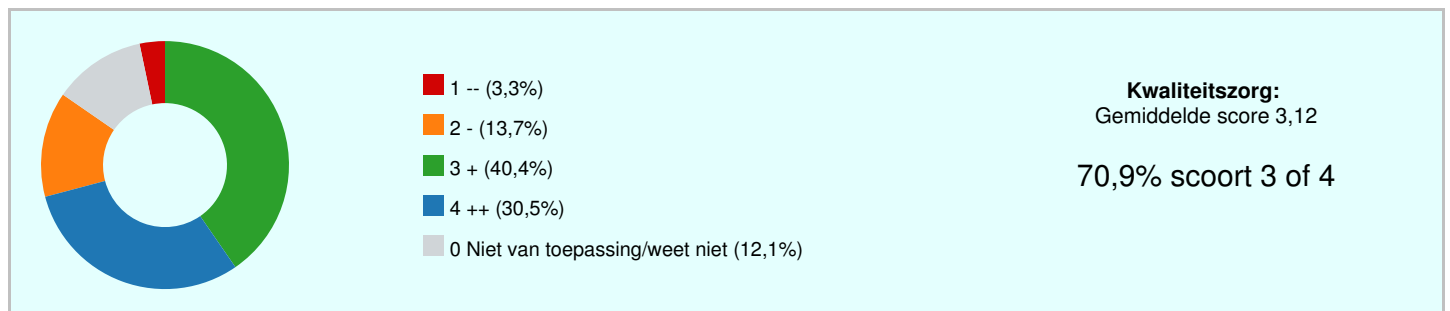 1 -- (3,3%)
2 - (13,7%)
3 + (40,4%)
4 ++ (30,5%)
0 Niet van toepassing/weet niet (12,1%)
Kwaliteitszorg:
Gemiddelde score 3,12
70,9% scoort 3 of 4